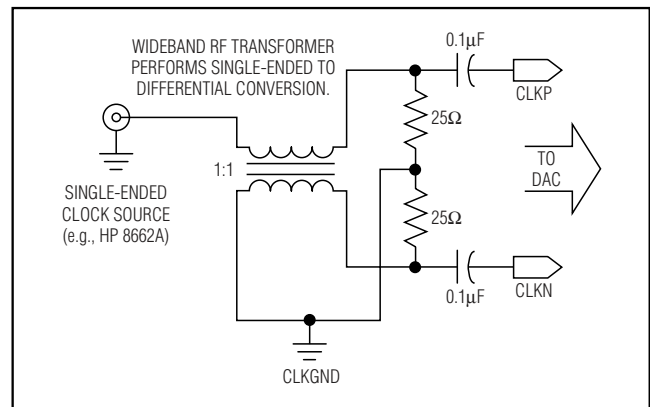 WIDEBAND RF TRANSFORMER
PERFORMS SINGLE-ENDED TO
DIFFERENTIAL CONVERSION.
0.1μF
CLKP
25Ω
1:1
TO
DAC
SINGLE-ENDED
CLOCK SOURCE
(e.g., HP 8662A)
25Ω
0.1μF
CLKN
CLKGND